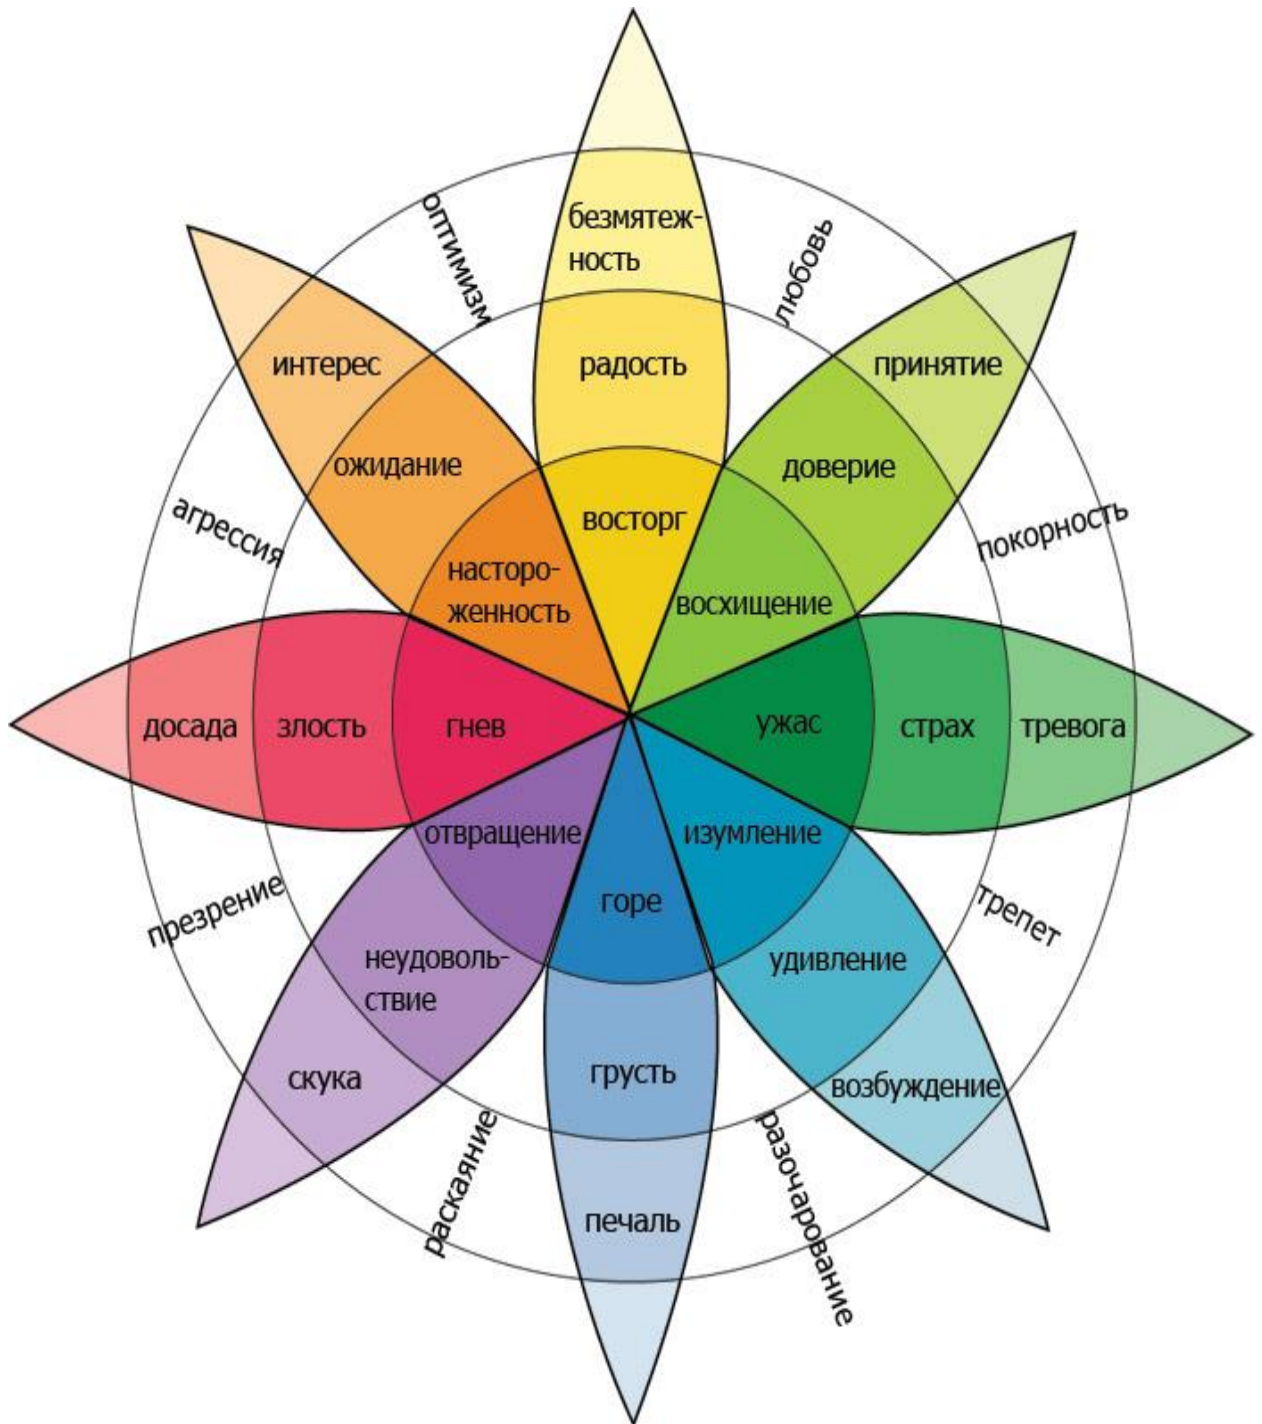 оптимизм
безмятеж-
ность
любовь
интерес
радость
принятие
ожидание
доверие
агрессия
восторг
покорность
насторо-
женность
восхищение
досада
злость
гнев
ужас
страх
тревога
отвращение
изумление
горе
презрение
трепет
неудоволь-
ствие
удивление
скука
грусть
возбуждение
раскаяние
разочарование
печаль